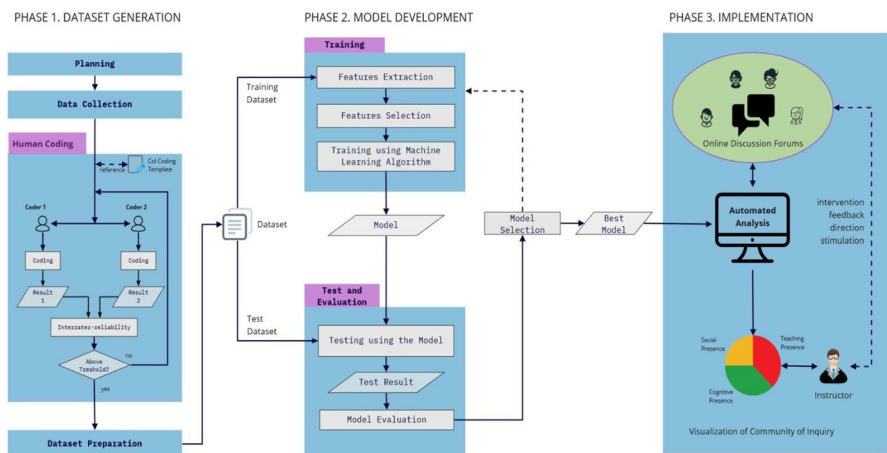 PHASE 1. DATASET GENERATION
Planning
Data Collection
Human Coding
reference
CoI Coding
Template
Coder 1
Coder 2
Coding
Coding
Result
1
Result
2
Interrates-reliability
Above
Treshold?
no
yes
Dataset Preparation
Dataset
PHASE 2. MODEL DEVELOPMENT
Training
Training
Dataset
Features Extraction
Features Selection
Training using Machine
Learning Algorithm
Model
Test and
Evaluation
Test
Dataset
Testing using the Model
Test Result
Model Evaluation
Model
Selection
Best
Model
PHASE 3. IMPLEMENTATION
Online Discussion Forums
Automated
Analysis
intervention
feedback
direction
stimulation
Social
Presence
Teaching
Presence
Cognitive
Presence
Instructor
Visualization of Community of Inquiry